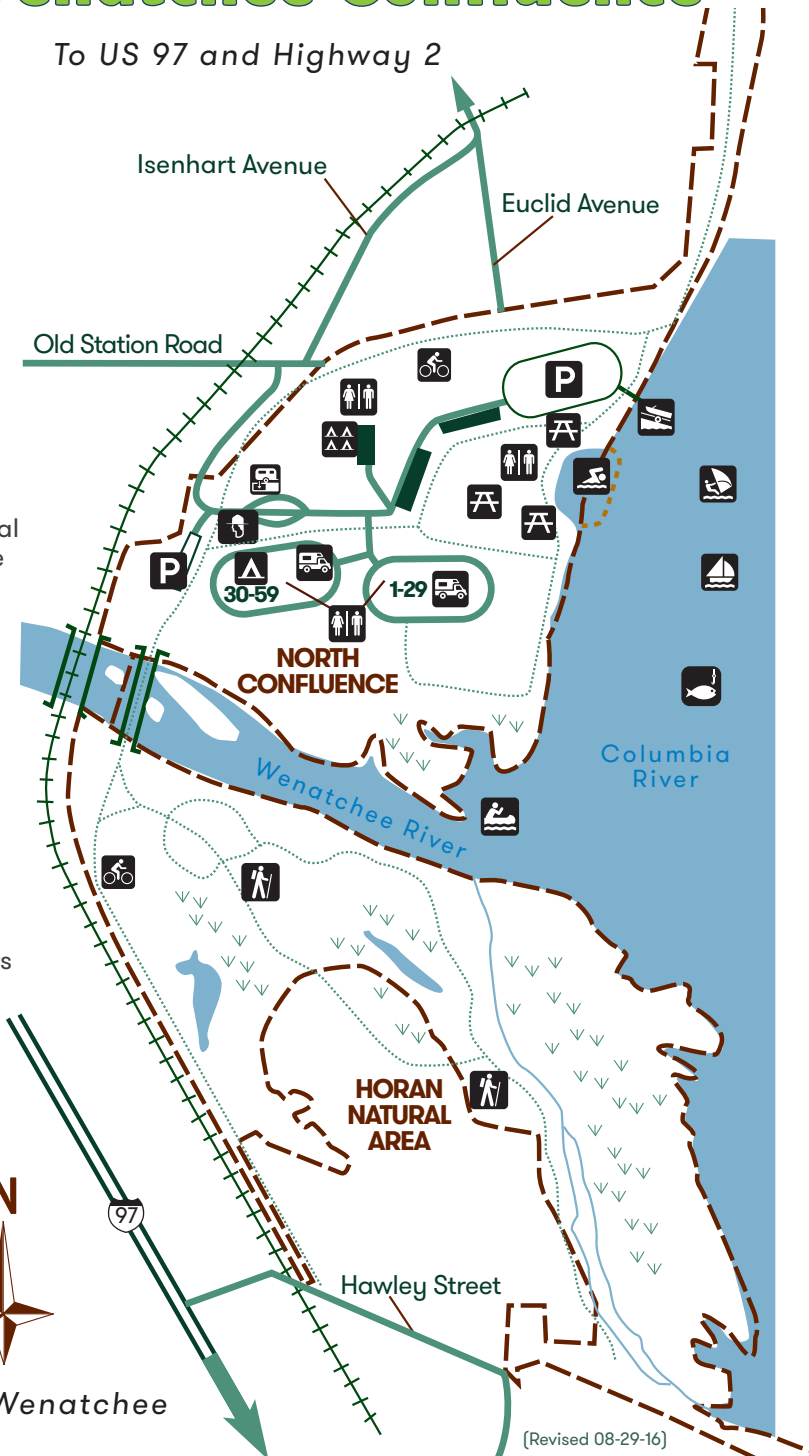 To US 97 and Highway 2
Isenhart Avenue
Euclid Avenue
Old Station Road
P
P
30-59
1-29
NORTH
CONFLUENCE
Columbia
River
Wenatchee River
HORAN
NATURAL
AREA
N
97
Hawley Street
Wenatchee
(Revised 08-29-16)